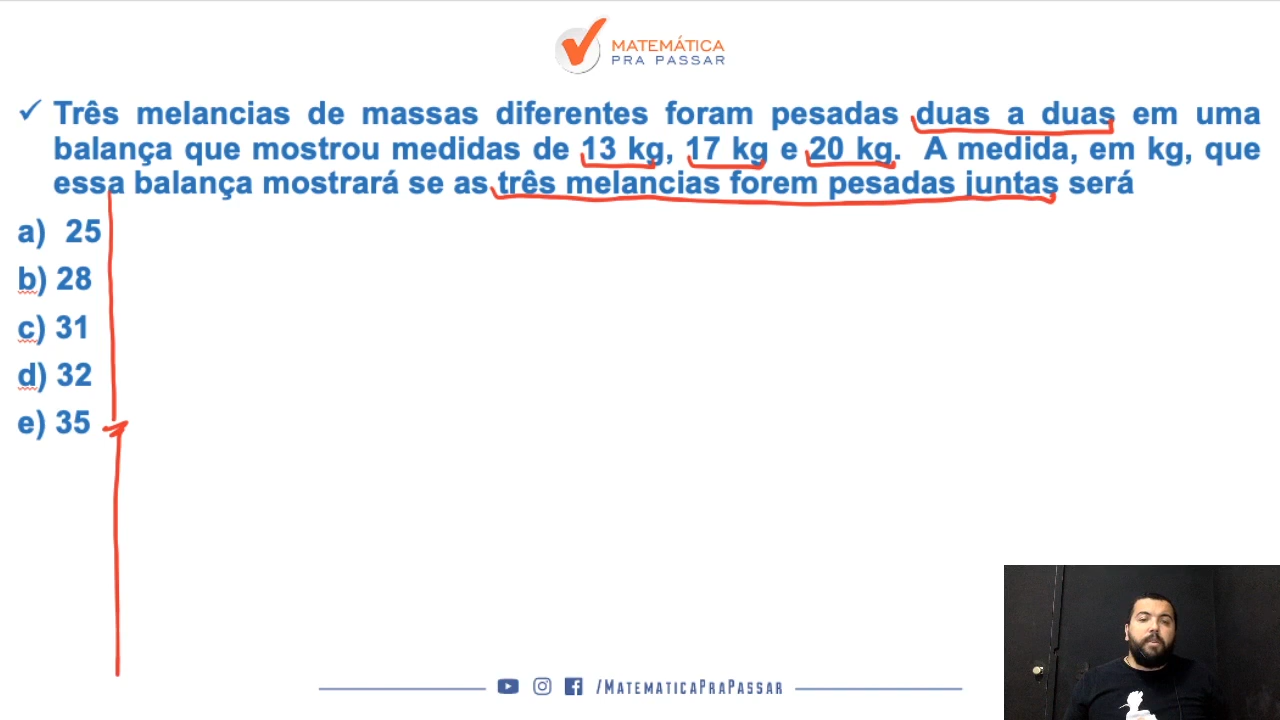 MATEMÁTICA
PRA PASSAR
✓ Três melancias de massas diferentes foram pesadas duas a duas em uma
balança que mostrou medidas de 13 kg, 17 kg e 20 kg. A medida, em kg, que
essa balança mostrará se as três melancias forem pesadas juntas será
a) 25
b) 28
c) 31
d) 32
e) 35
/MATEMATICAPRAPASSAR